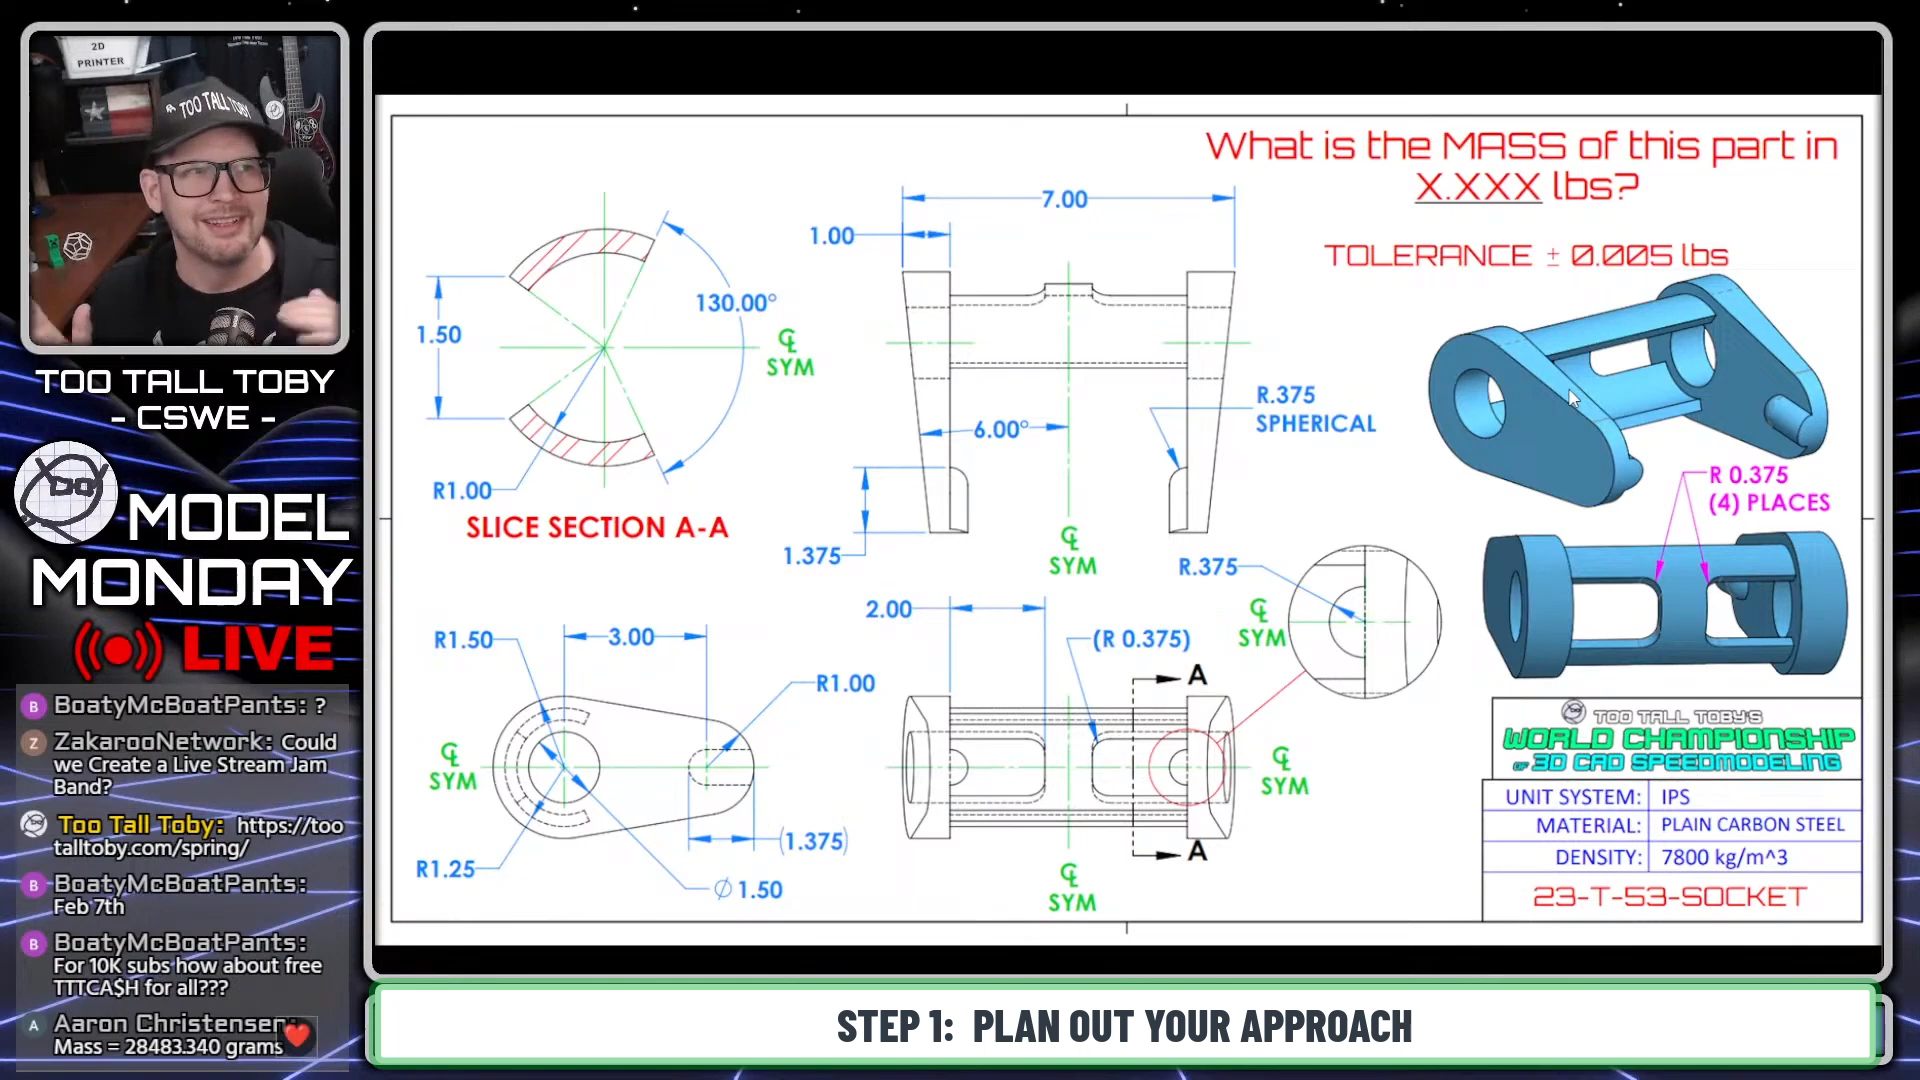 2D
PRINTER
TOO TALL TOBY
TOO TALL TOBY
- CSWE -
MODEL
MONDAY
LIVE
BoatyMcBoatPants: ?
ZakarooNetwork: Could
we Create a Live Stream Jam
Band?
Too Tall Toby: https://too
talltoby.com/spring/
BoatyMcBoatPants:
Feb 7th
BoatyMcBoatPants:
For 10K subs how about free
TTTCA$H for all???
Aaron Christensen
Mass = 28483.340 grams
What is the MASS of this part in
X.XXX lbs?
TOLERANCE ± 0.005 lbs
1.50
130.00°
CL
SYM
R1.00
SLICE SECTION A-A
7.00
1.00
6.00°
R.375
SPHERICAL
1.375
CL
SYM
R 0.375
(4) PLACES
R1.50
3.00
R1.00
CL
SYM
(1.375)
R1.25
Ø 1.50
2.00
(R 0.375)
A
A
CL
SYM
CL
SYM
R.375
CL
SYM
TOO TALL TOBY'S
WORLD CHAMPIONSHIP
OF 3D CAD SPEEDMODELING
UNIT SYSTEM: IPS
MATERIAL: PLAIN CARBON STEEL
DENSITY: 7800 kg/m^3
23-T-53-SOCKET
STEP 1: PLAN OUT YOUR APPROACH